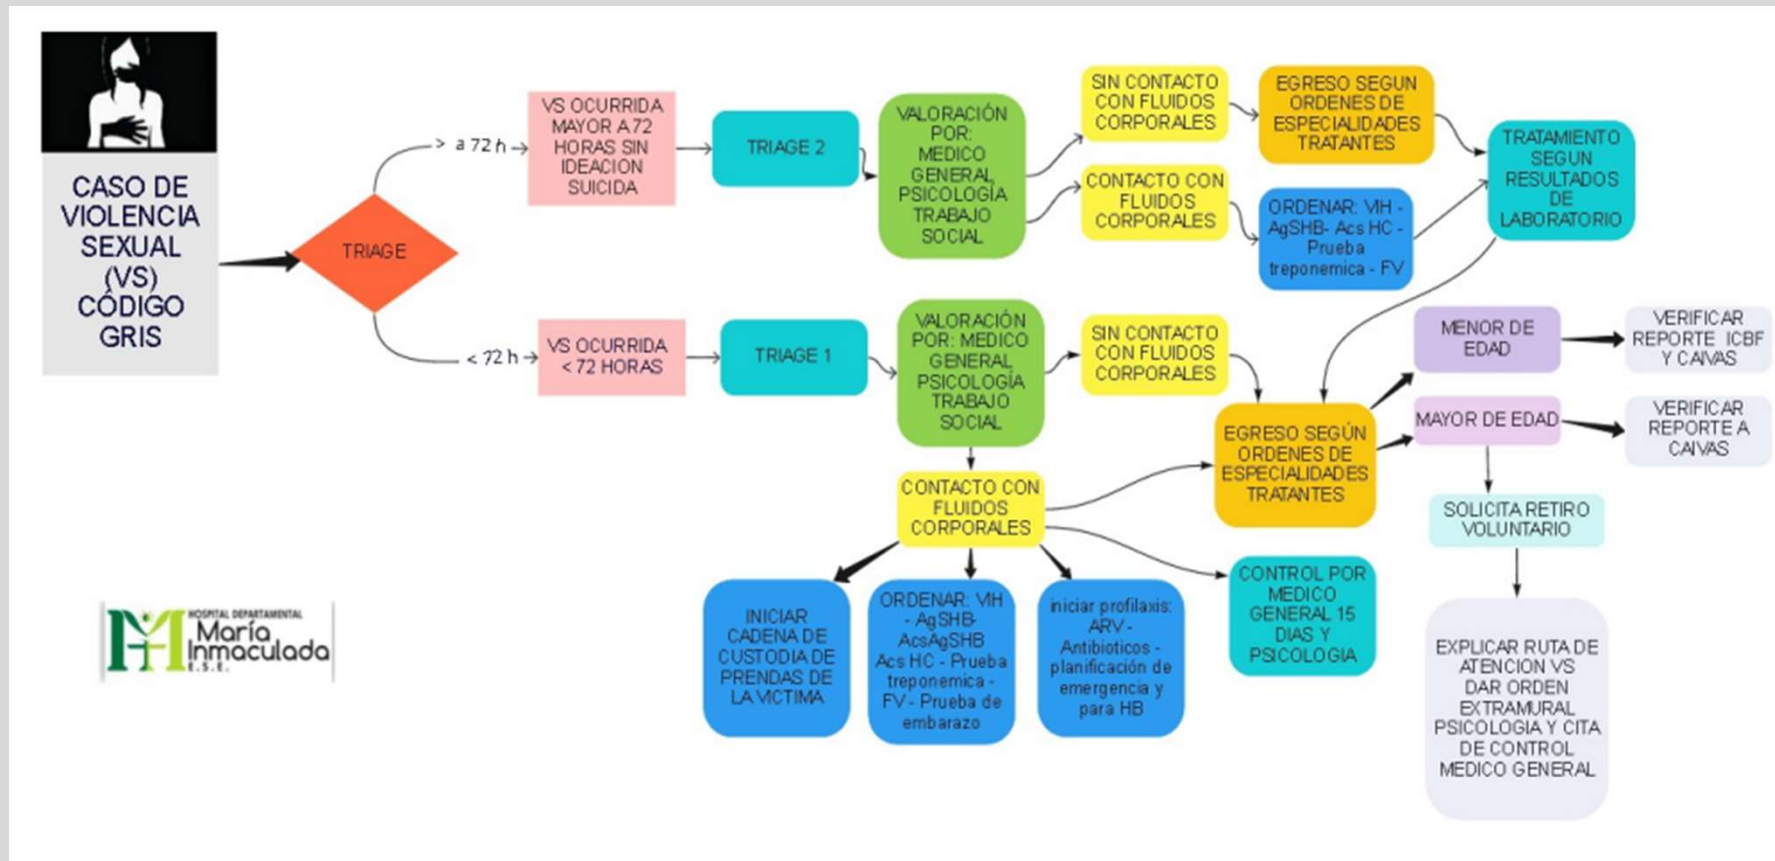 CASO DE
VIOLENCIA
SEXUAL
(VS)
CÓDIGO
GRIS
TRIAGE
> a 72 h
VS OCURRIDA
MAYOR A 72
HORAS SIN
IDEACION
SUICIDA
TRIAGE 2
VALORACIÓN
POR:
MEDICO
GENERAL
PSICOLOGÍA
TRABAJO
SOCIAL
SIN CONTACTO
CON FLUIDOS
CORPORALES
EGRESO SEGUN
ORDENES DE
ESPECIALIDADES
TRATANTES
TRATAMIENTO
SEGUN
RESULTADOS
DE
LABORATORIO
CONTACTO CON
FLUIDOS
CORPORALES
ORDENAR: VIH -
AgSHB- Acs HC -
Prueba
treponemica - FV
< 72 h
VS OCURRIDA
< 72 HORAS
TRIAGE 1
VALORACIÓN
POR: MEDICO
GENERAL
PSICOLOGÍA
TRABAJO
SOCIAL
SIN CONTACTO
CON FLUIDOS
CORPORALES
CONTACTO CON
FLUIDOS
CORPORALES
EGRESO SEGÚN
ORDENES DE
ESPECIALIDADES
TRATANTES
MENOR DE
EDAD
VERIFICAR
REPORTE ICBF
Y CAIVAS
MAYOR DE EDAD
VERIFICAR
REPORTE A
CAIVAS
SOLICITA RETIRO
VOLUNTARIO
EXPLICAR RUTA DE
ATENCION VS
DAR ORDEN
EXTRAMURAL
PSICOLOGIA Y CITA
DE CONTROL
MEDICO GENERAL
INICIAR
CADENA DE
CUSTODIA DE
PRENDAS DE
LA VICTIMA
ORDENAR: VIH
- AgSHB-
AcsAgSHB
Acs HC - Prueba
treponemica -
FV - Prueba de
embarazo
iniciar profilaxis:
ARV -
Antibioticos -
planificación de
emergencia y
para HB
CONTROL POR
MEDICO
GENERAL 15
DIAS Y
PSICOLOGIA
HOSPITAL DEPARTAMENTAL
María
Inmaculada
E.S.E.